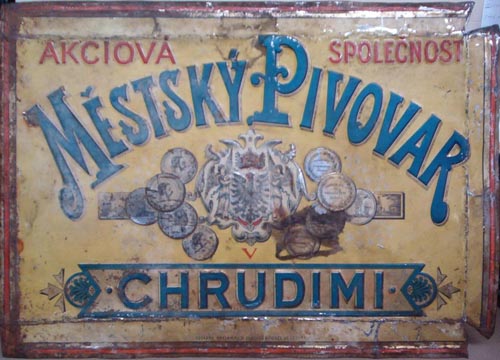 AKCIOVÁ SPOLEČNOST
MĚSTSKÝ PIVOVAR
V
CHRUDIMI